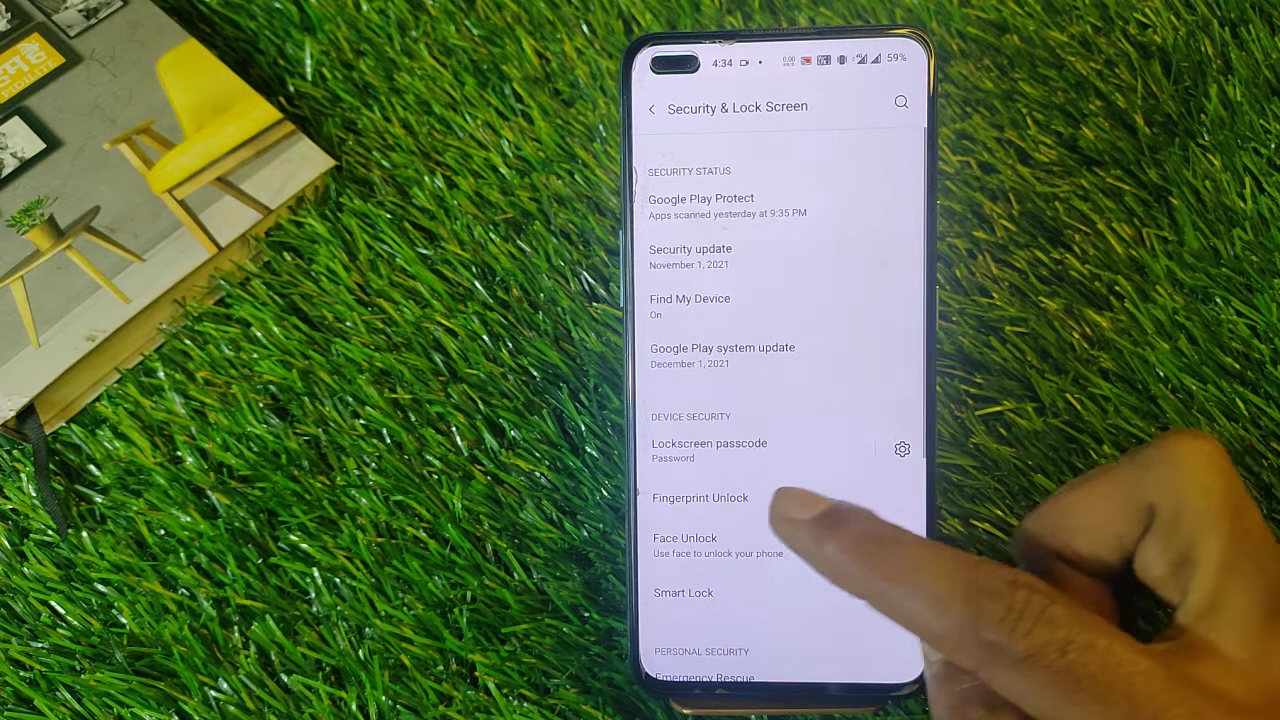 PIDILITE
4:34
59%
Security & Lock Screen
SECURITY STATUS
Google Play Protect
Apps scanned yesterday at 9:35 PM
Security update
November 1, 2021
Find My Device
On
Google Play system update
December 1, 2021
DEVICE SECURITY
Lockscreen passcode
Password
Fingerprint Unlock
Face Unlock
Use face to unlock your phone
Smart Lock
PERSONAL SECURITY
Emergency Rescue